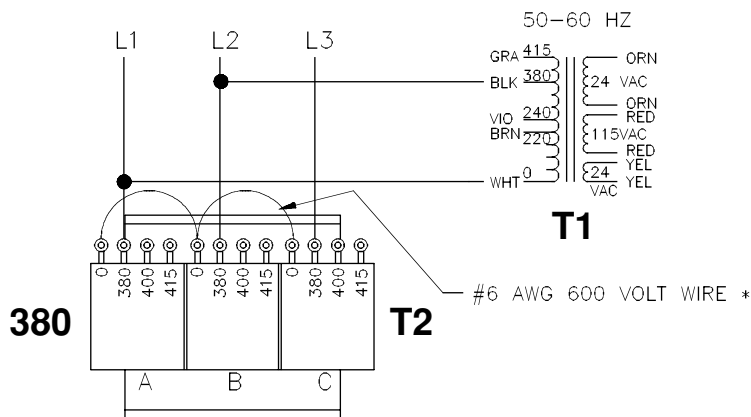 50-60 HZ
L1 L2 L3
GRA 415 ORN
BLK 380 24 VAC
ORN
VIO 240 RED
BRN 220 115VAC
RED
YEL
WHT 0 24 YEL
VAC
T1
0 380 400 415 0 380 400 415 0 380 400 415
#6 AWG 600 VOLT WIRE *
380 T2
A B C